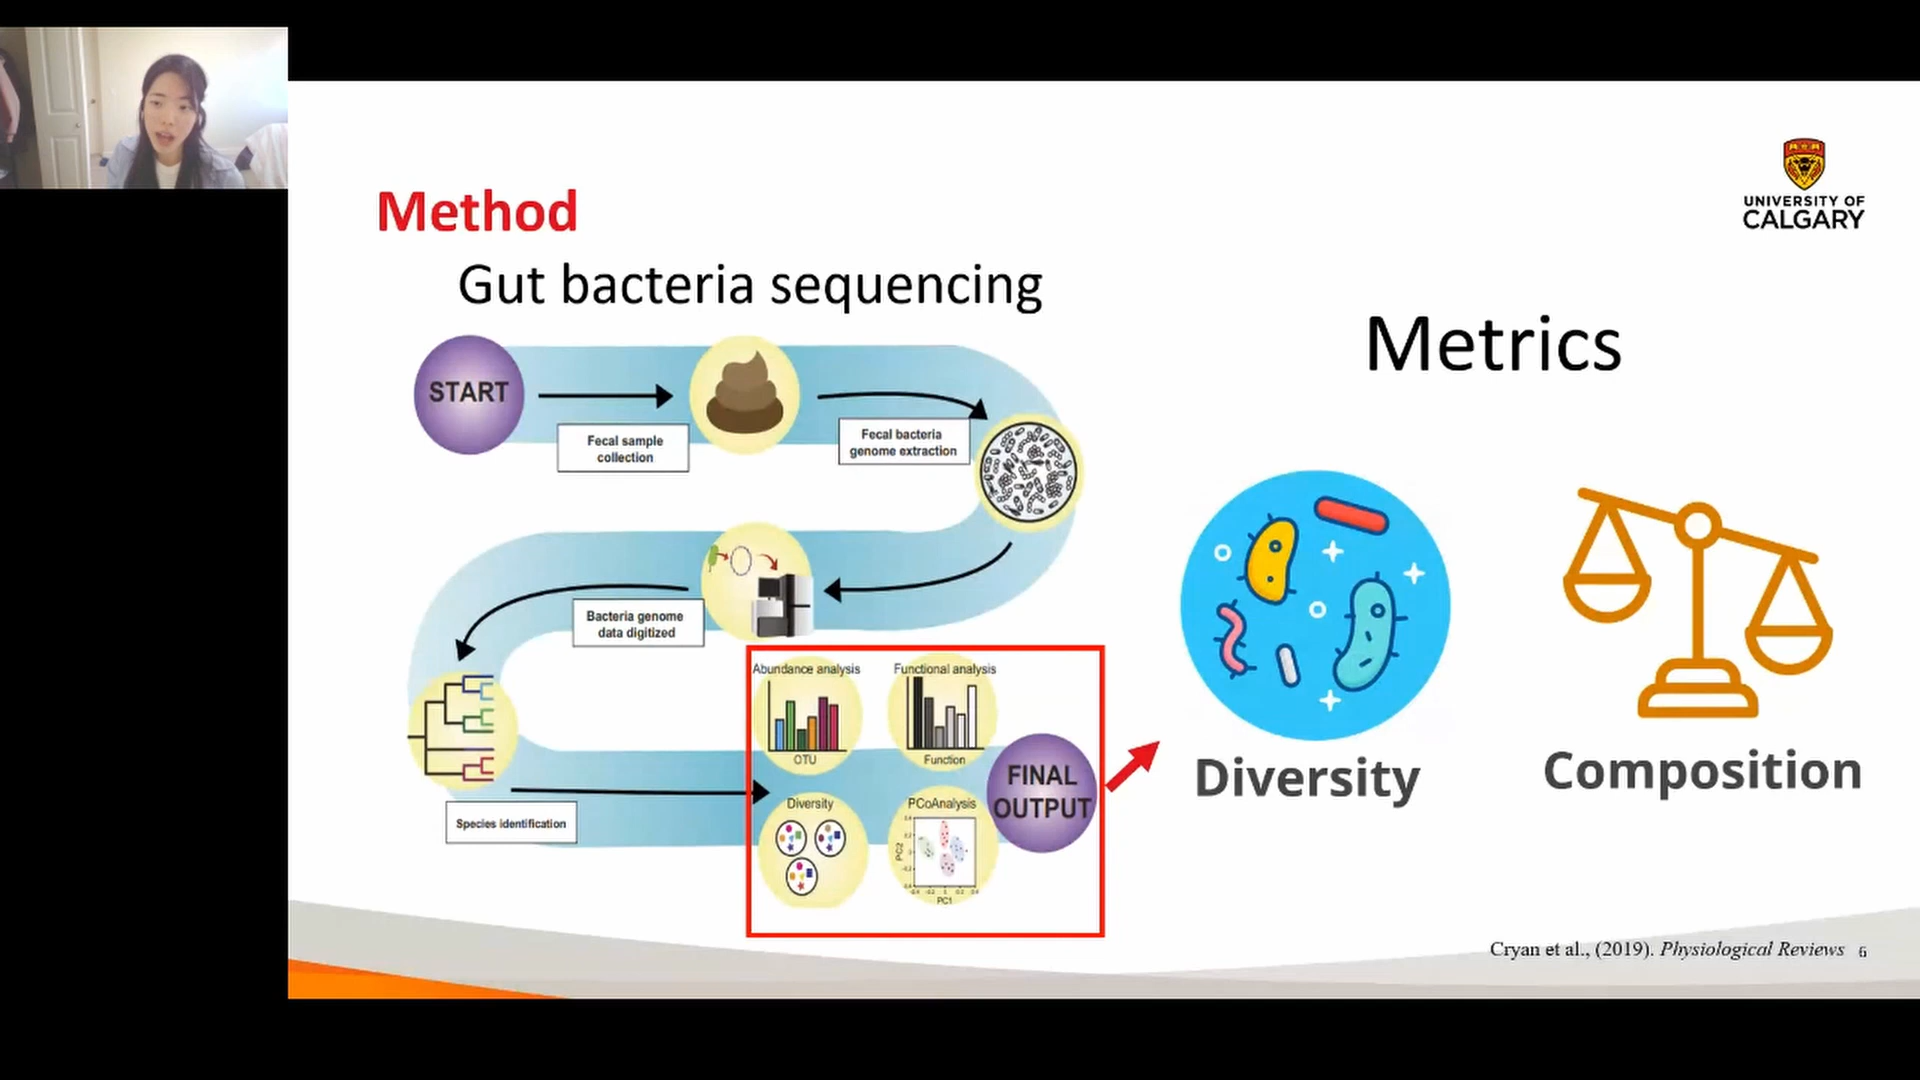 UNIVERSITY OF
CALGARY
Method
Gut bacteria sequencing
Metrics
START
Fecal sample
collection
Fecal bacteria
genome extraction
Bacteria genome
data digitized
Species identification
Abundance analysis
OTU
Functional analysis
Function
Diversity
PCoAnalysis
PC2
PC1
FINAL
OUTPUT
Diversity
Composition
Cryan et al., (2019). Physiological Reviews 6